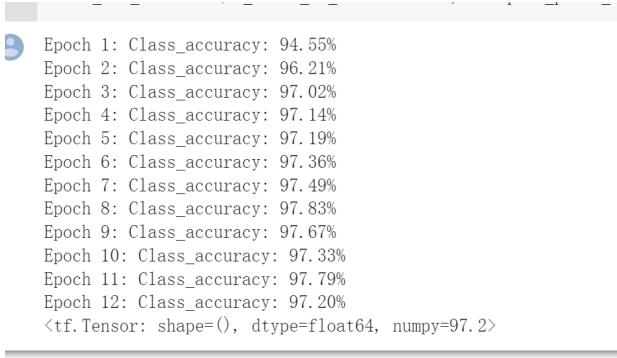 Epoch 1: Class_accuracy: 94.55%
Epoch 2: Class_accuracy: 96.21%
Epoch 3: Class_accuracy: 97.02%
Epoch 4: Class_accuracy: 97.14%
Epoch 5: Class_accuracy: 97.19%
Epoch 6: Class_accuracy: 97.36%
Epoch 7: Class_accuracy: 97.49%
Epoch 8: Class_accuracy: 97.83%
Epoch 9: Class_accuracy: 97.67%
Epoch 10: Class_accuracy: 97.33%
Epoch 11: Class_accuracy: 97.79%
Epoch 12: Class_accuracy: 97.20%
<tf.Tensor: shape=(), dtype=float64, numpy=97.2>